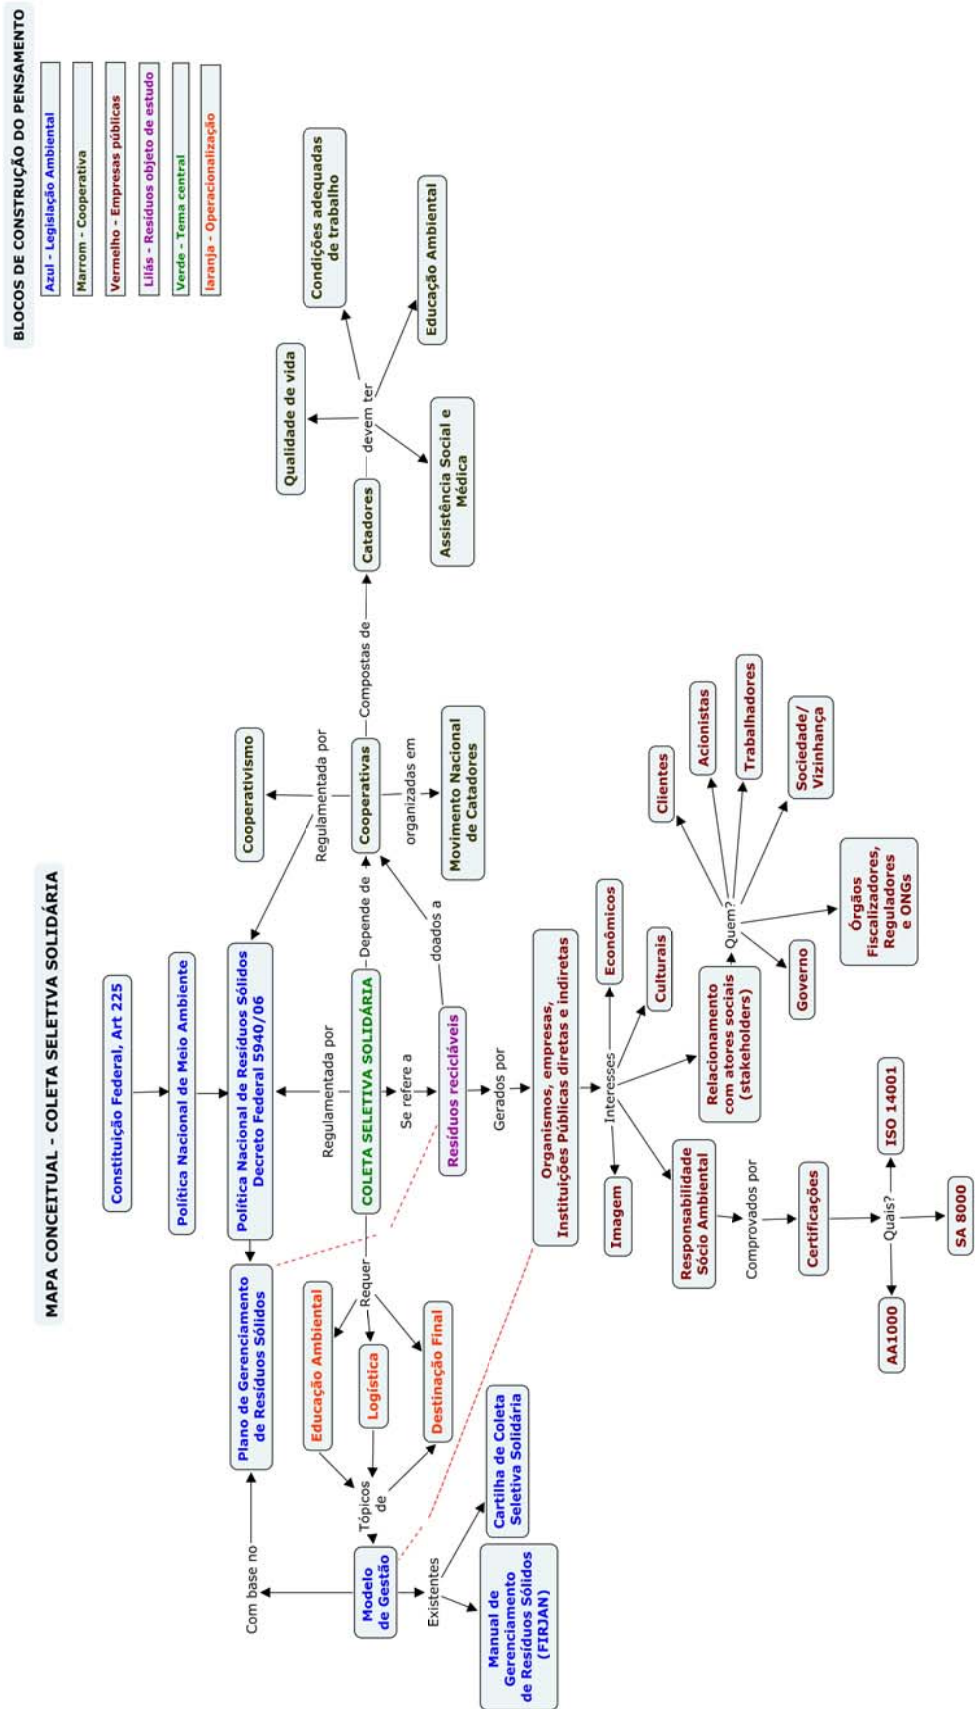 BLOCOS DE CONSTRUÇÃO DO PENSAMENTO
Azul - Legislação Ambiental
Marrom - Cooperativa
Vermelho - Empresas públicas
Lilás - Resíduos objeto de estudo
Verde - Tema central
laranja - Operacionalização
MAPA CONCEITUAL - COLETA SELETIVA SOLIDÁRIA
Constituição Federal, Art 225
Política Nacional de Meio Ambiente
Política Nacional de Resíduos Sólidos
Decreto Federal 5940/06
Plano de Gerenciamento
de Resíduos Sólidos
Com base no
Regulamentada por
Cooperativismo
Regulamentada por
COLETA SELETIVA SOLIDÁRIA
Depende de
Cooperativas
Compostas de
Catadores
devem ter
Qualidade de vida
Condições adequadas
de trabalho
Educação Ambiental
Assistência Social e
Médica
organizadas em
Movimento Nacional
de Catadores
Requer
Educação Ambiental
Logística
Destinação Final
Tópicos
de
Modelo
de Gestão
Existentes
Manual de
Gerenciamento
de Resíduos Sólidos
(FIRJAN)
Cartilha de Coleta
Seletiva Solidária
Se refere a
Resíduos recicláveis
doados a
Gerados por
Organismos, empresas,
Instituições Públicas diretas e indiretas
Interesses
Imagem
Econômicos
Culturais
Responsabilidade
Sócio Ambiental
Comprovados por
Certificações
Quais?
AA1000
SA 8000
ISO 14001
Relacionamento
com atores sociais
(stakeholders)
Quem?
Clientes
Acionistas
Trabalhadores
Sociedade/
Vizinhança
Órgãos
Fiscalizadores,
Reguladores
e ONGs
Governo